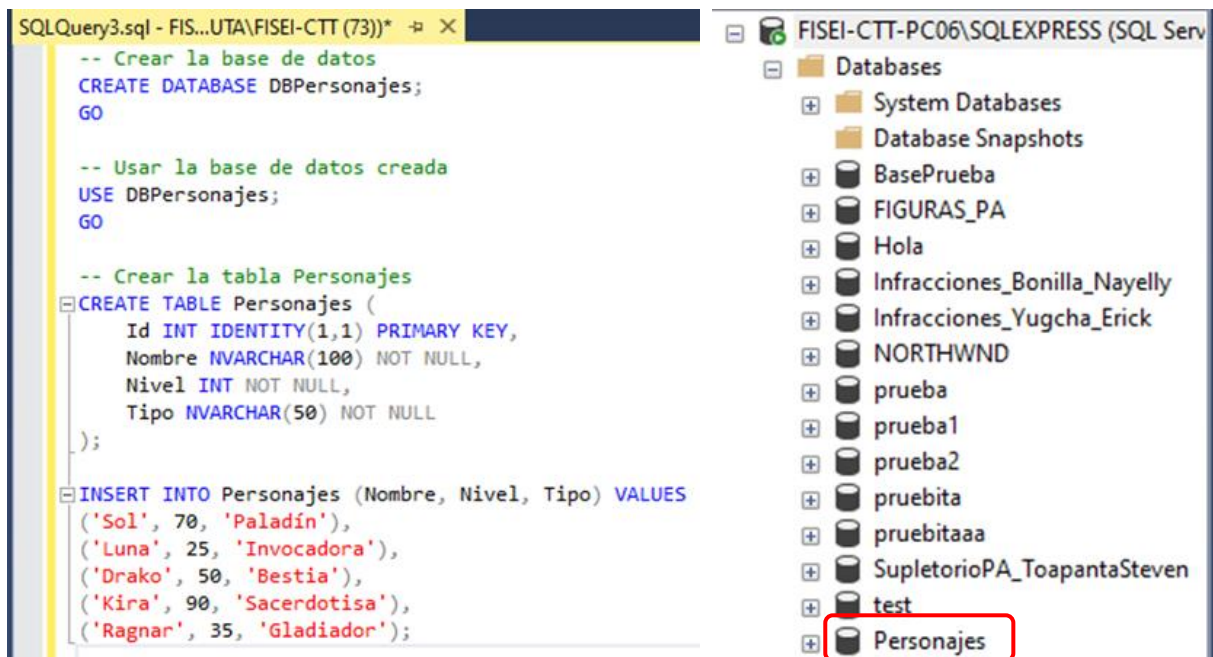 SQLQuery3.sql - FIS...UTA\FISEI-CTT (73))*
-- Crear la base de datos
CREATE DATABASE DBPersonajes;
GO
-- Usar la base de datos creada
USE DBPersonajes;
GO
-- Crear la tabla Personajes
CREATE TABLE Personajes (
Id INT IDENTITY(1,1) PRIMARY KEY,
Nombre NVARCHAR(100) NOT NULL,
Nivel INT NOT NULL,
Tipo NVARCHAR(50) NOT NULL
);
INSERT INTO Personajes (Nombre, Nivel, Tipo) VALUES
('Sol', 70, 'Paladín'),
('Luna', 25, 'Invocadora'),
('Drako', 50, 'Bestia'),
('Kira', 90, 'Sacerdotisa'),
('Ragnar', 35, 'Gladiador');
FISEI-CTT-PC06\SQLEXPRESS (SQL Serv
Databases
System Databases
Database Snapshots
BasePrueba
FIGURAS_PA
Hola
Infracciones_Bonilla_Nayelly
Infracciones_Yugcha_Erick
NORTHWND
prueba
prueba1
prueba2
pruebita
pruebitaaa
SupletorioPA_ToapantaSteven
test
Personajes